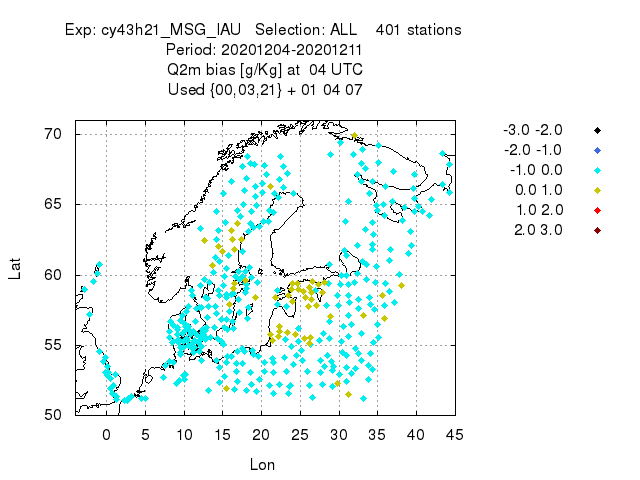 Exp: cy43h21_MSG_IAU   Selection: ALL    401 stations
Period: 20201204-20201211
Q2m bias [g/Kg] at  04 UTC
Used {00,03,21} + 01 04 07
70
65
60
55
50
Lat
0 5 10 15 20 25 30 35 40 45
Lon
-3.0 -2.0
-2.0 -1.0
-1.0 0.0
0.0 1.0
1.0 2.0
2.0 3.0